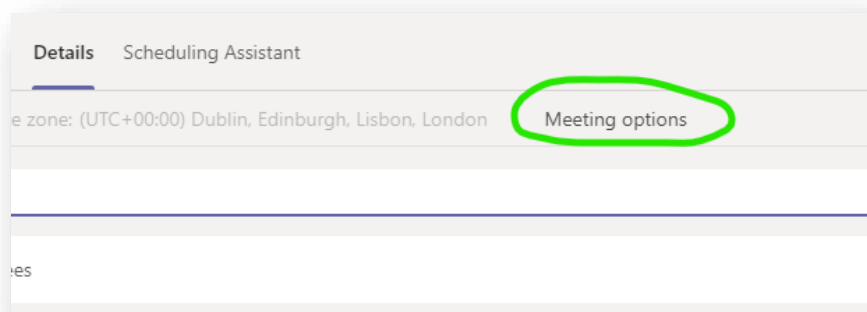 Details Scheduling Assistant
e zone: (UTC+00:00) Dublin, Edinburgh, Lisbon, London Meeting options
ees